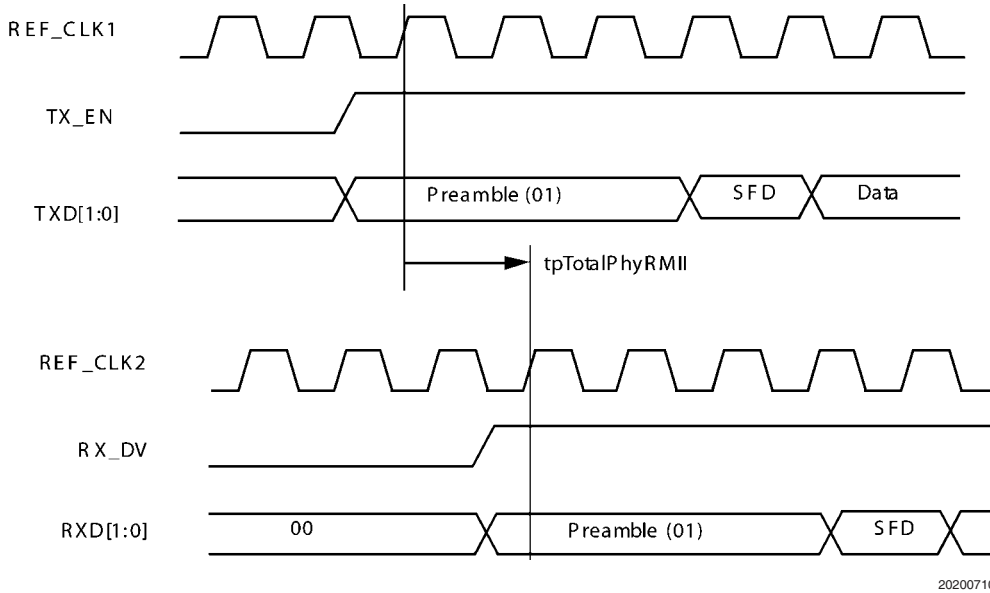 REF_CLK1
TX_EN
TXD[1:0]
Preamble (01)
SFD
Data
tpTotalPhyRMII
REF_CLK2
RX_DV
RXD[1:0]
00
Preamble (01)
SFD